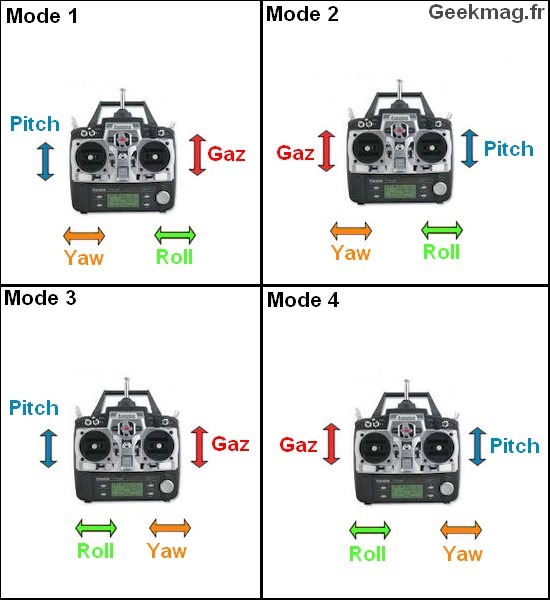 Mode 1
Mode 2
Geekmag.fr
Pitch
Gaz
Yaw
Roll
Gaz
Pitch
Yaw
Roll
Mode 3
Mode 4
Pitch
Gaz
Roll
Yaw
Gaz
Pitch
Roll
Yaw